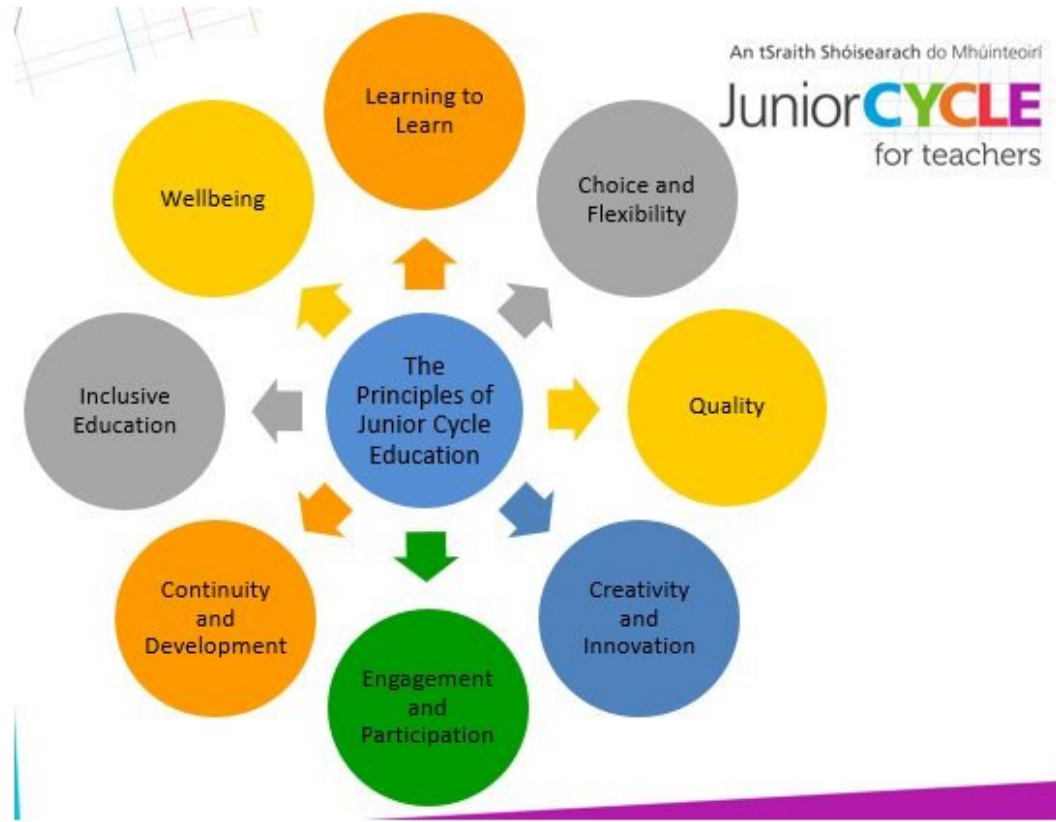 An tSraith Shóisearach do Mhúinteoirí
JuniorCYCLE
for teachers
Learning to
Learn
Choice and
Flexibility
Quality
Creativity
and
Innovation
Engagement
and
Participation
Continuity
and
Development
Inclusive
Education
Wellbeing
The
Principles of
Junior Cycle
Education